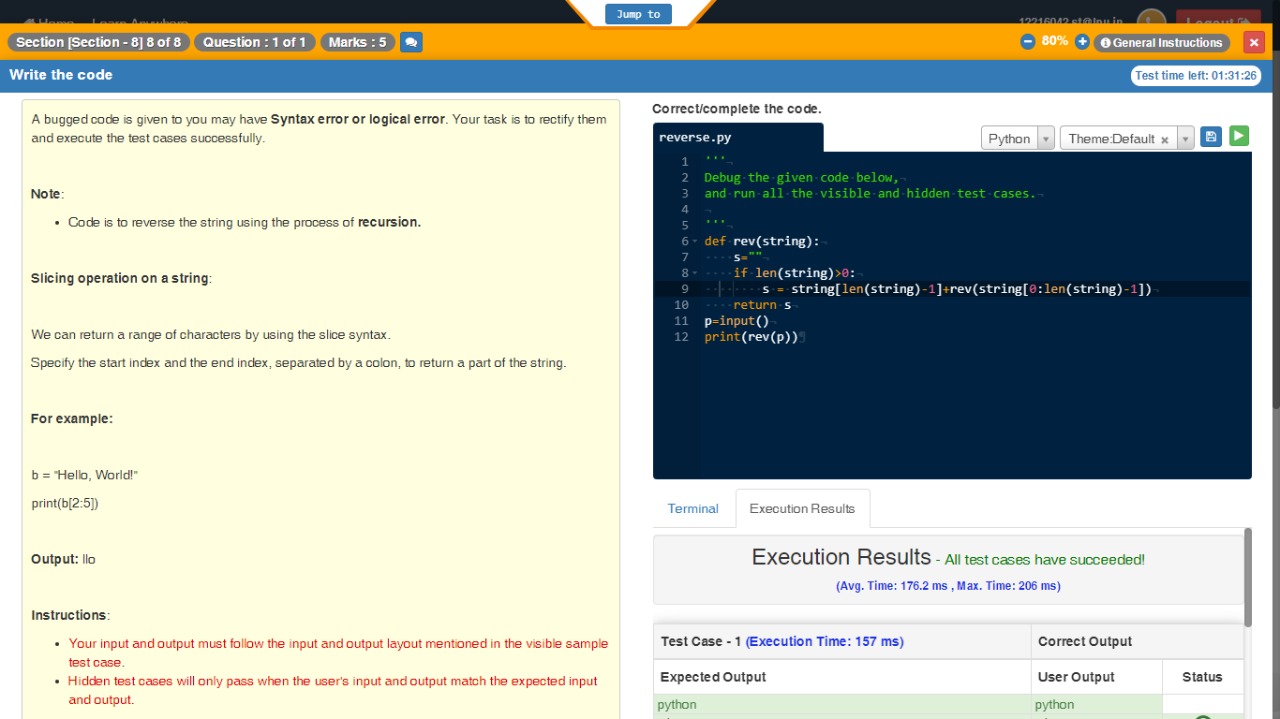 Home Learn Anywhere
Jump to
12216042.st@lpu.in
Logout
Section [Section - 8] 8 of 8
Question : 1 of 1
Marks : 5
80%
General Instructions
Write the code
Test time left: 01:31:26
A bugged code is given to you may have Syntax error or logical error. Your task is to rectify them
and execute the test cases successfully.
Note:
• Code is to reverse the string using the process of recursion.
Slicing operation on a string:
We can return a range of characters by using the slice syntax.
Specify the start index and the end index, separated by a colon, to return a part of the string.
For example:
b = "Hello, World!"
print(b[2:5])
Output: llo
Instructions:
• Your input and output must follow the input and output layout mentioned in the visible sample
test case.
• Hidden test cases will only pass when the user's input and output match the expected input
and output.
Correct/complete the code.
reverse.py
Python
Theme:Default ×
1 '''
2 Debug the given code below,
3 and run all the visible and hidden test cases.
4
5 '''
6 def rev(string):
7     s=""
8     if len(string)>0:
9         s = string[len(string)-1]+rev(string[0:len(string)-1])
10     return s
11 p=input()
12 print(rev(p))
Terminal
Execution Results
Execution Results - All test cases have succeeded!
(Avg. Time: 176.2 ms , Max. Time: 206 ms)
Test Case - 1 (Execution Time: 157 ms)
Correct Output
Expected Output
User Output
Status
python
python